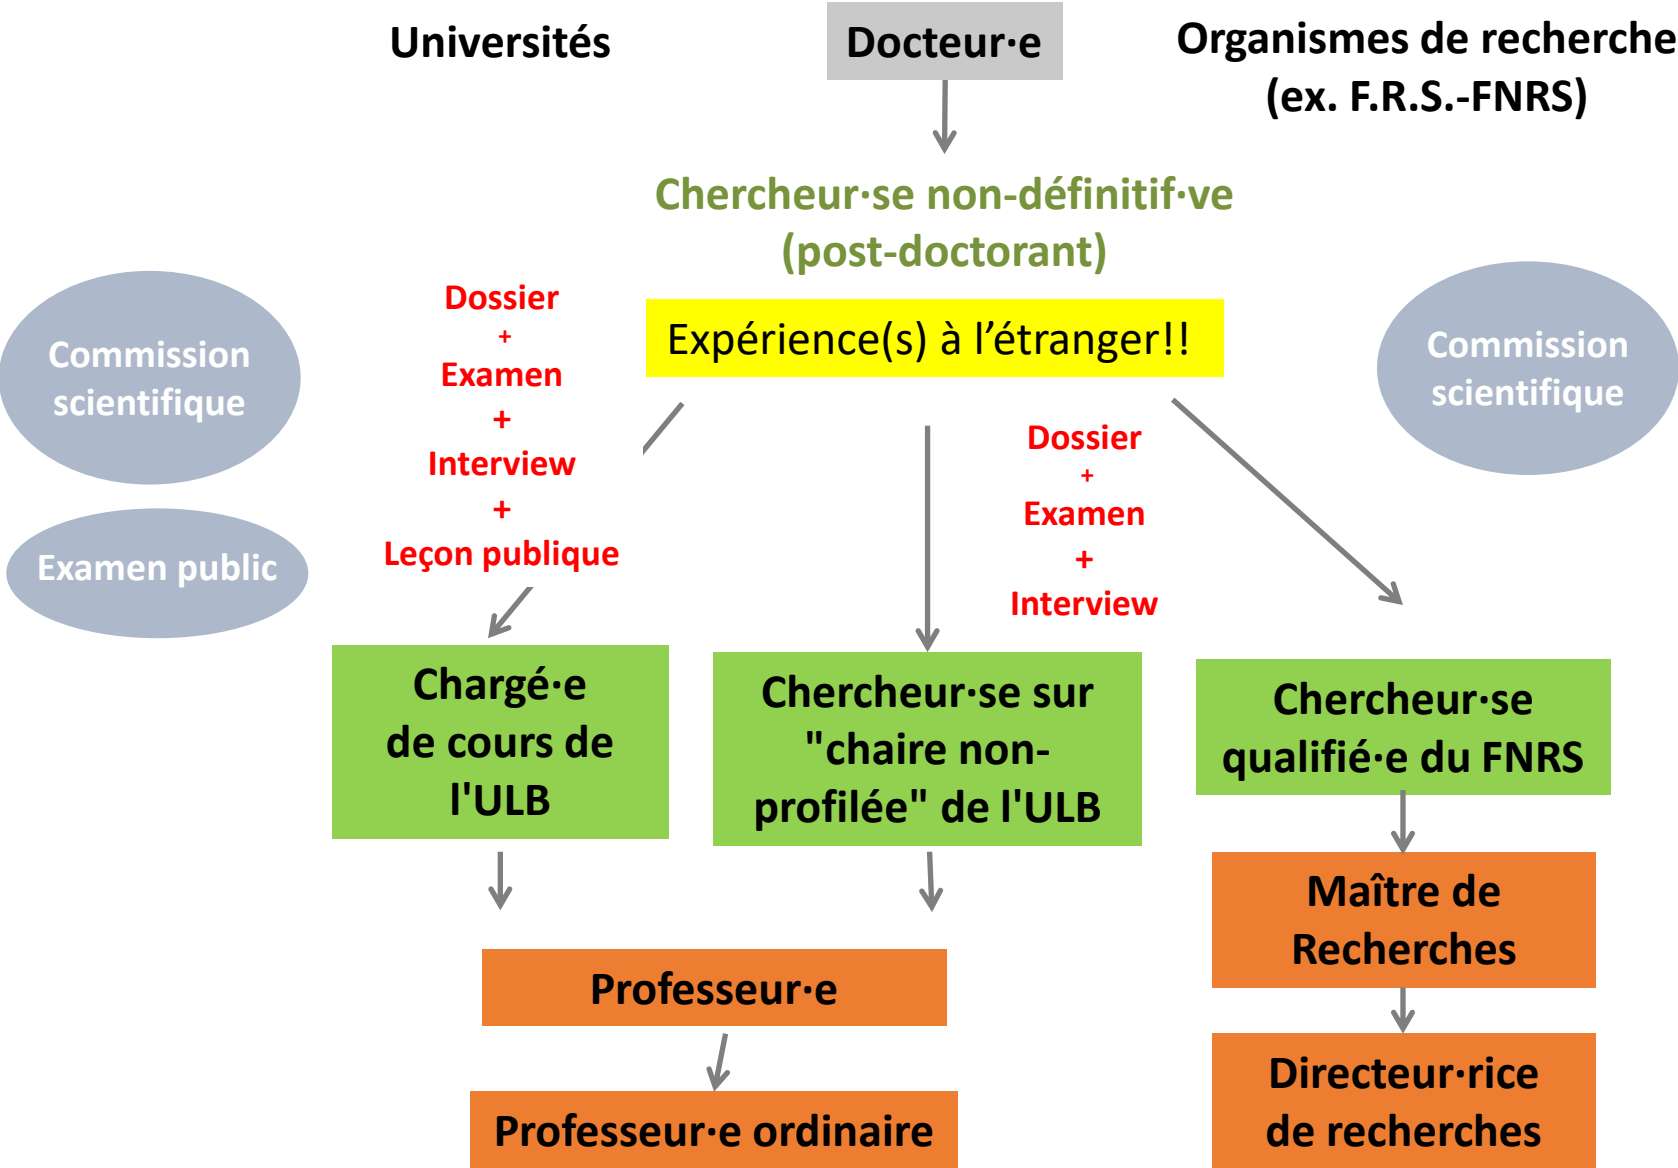 Universités
Docteur·e
Organismes de recherche
(ex. F.R.S.-FNRS)
Chercheur·se non-définitif·ve
(post-doctorant)
Expérience(s) à l’étranger!!
Commission
scientifique
Examen public
Dossier
+
Examen
+
Interview
+
Leçon publique
Dossier
+
Examen
+
Interview
Commission
scientifique
Chargé·e
de cours de
l'ULB
Chercheur·se sur
"chaire non-
profilée" de l'ULB
Chercheur·se
qualifié·e du FNRS
Professeur·e
Professeur·e ordinaire
Maître de
Recherches
Directeur·rice
de recherches